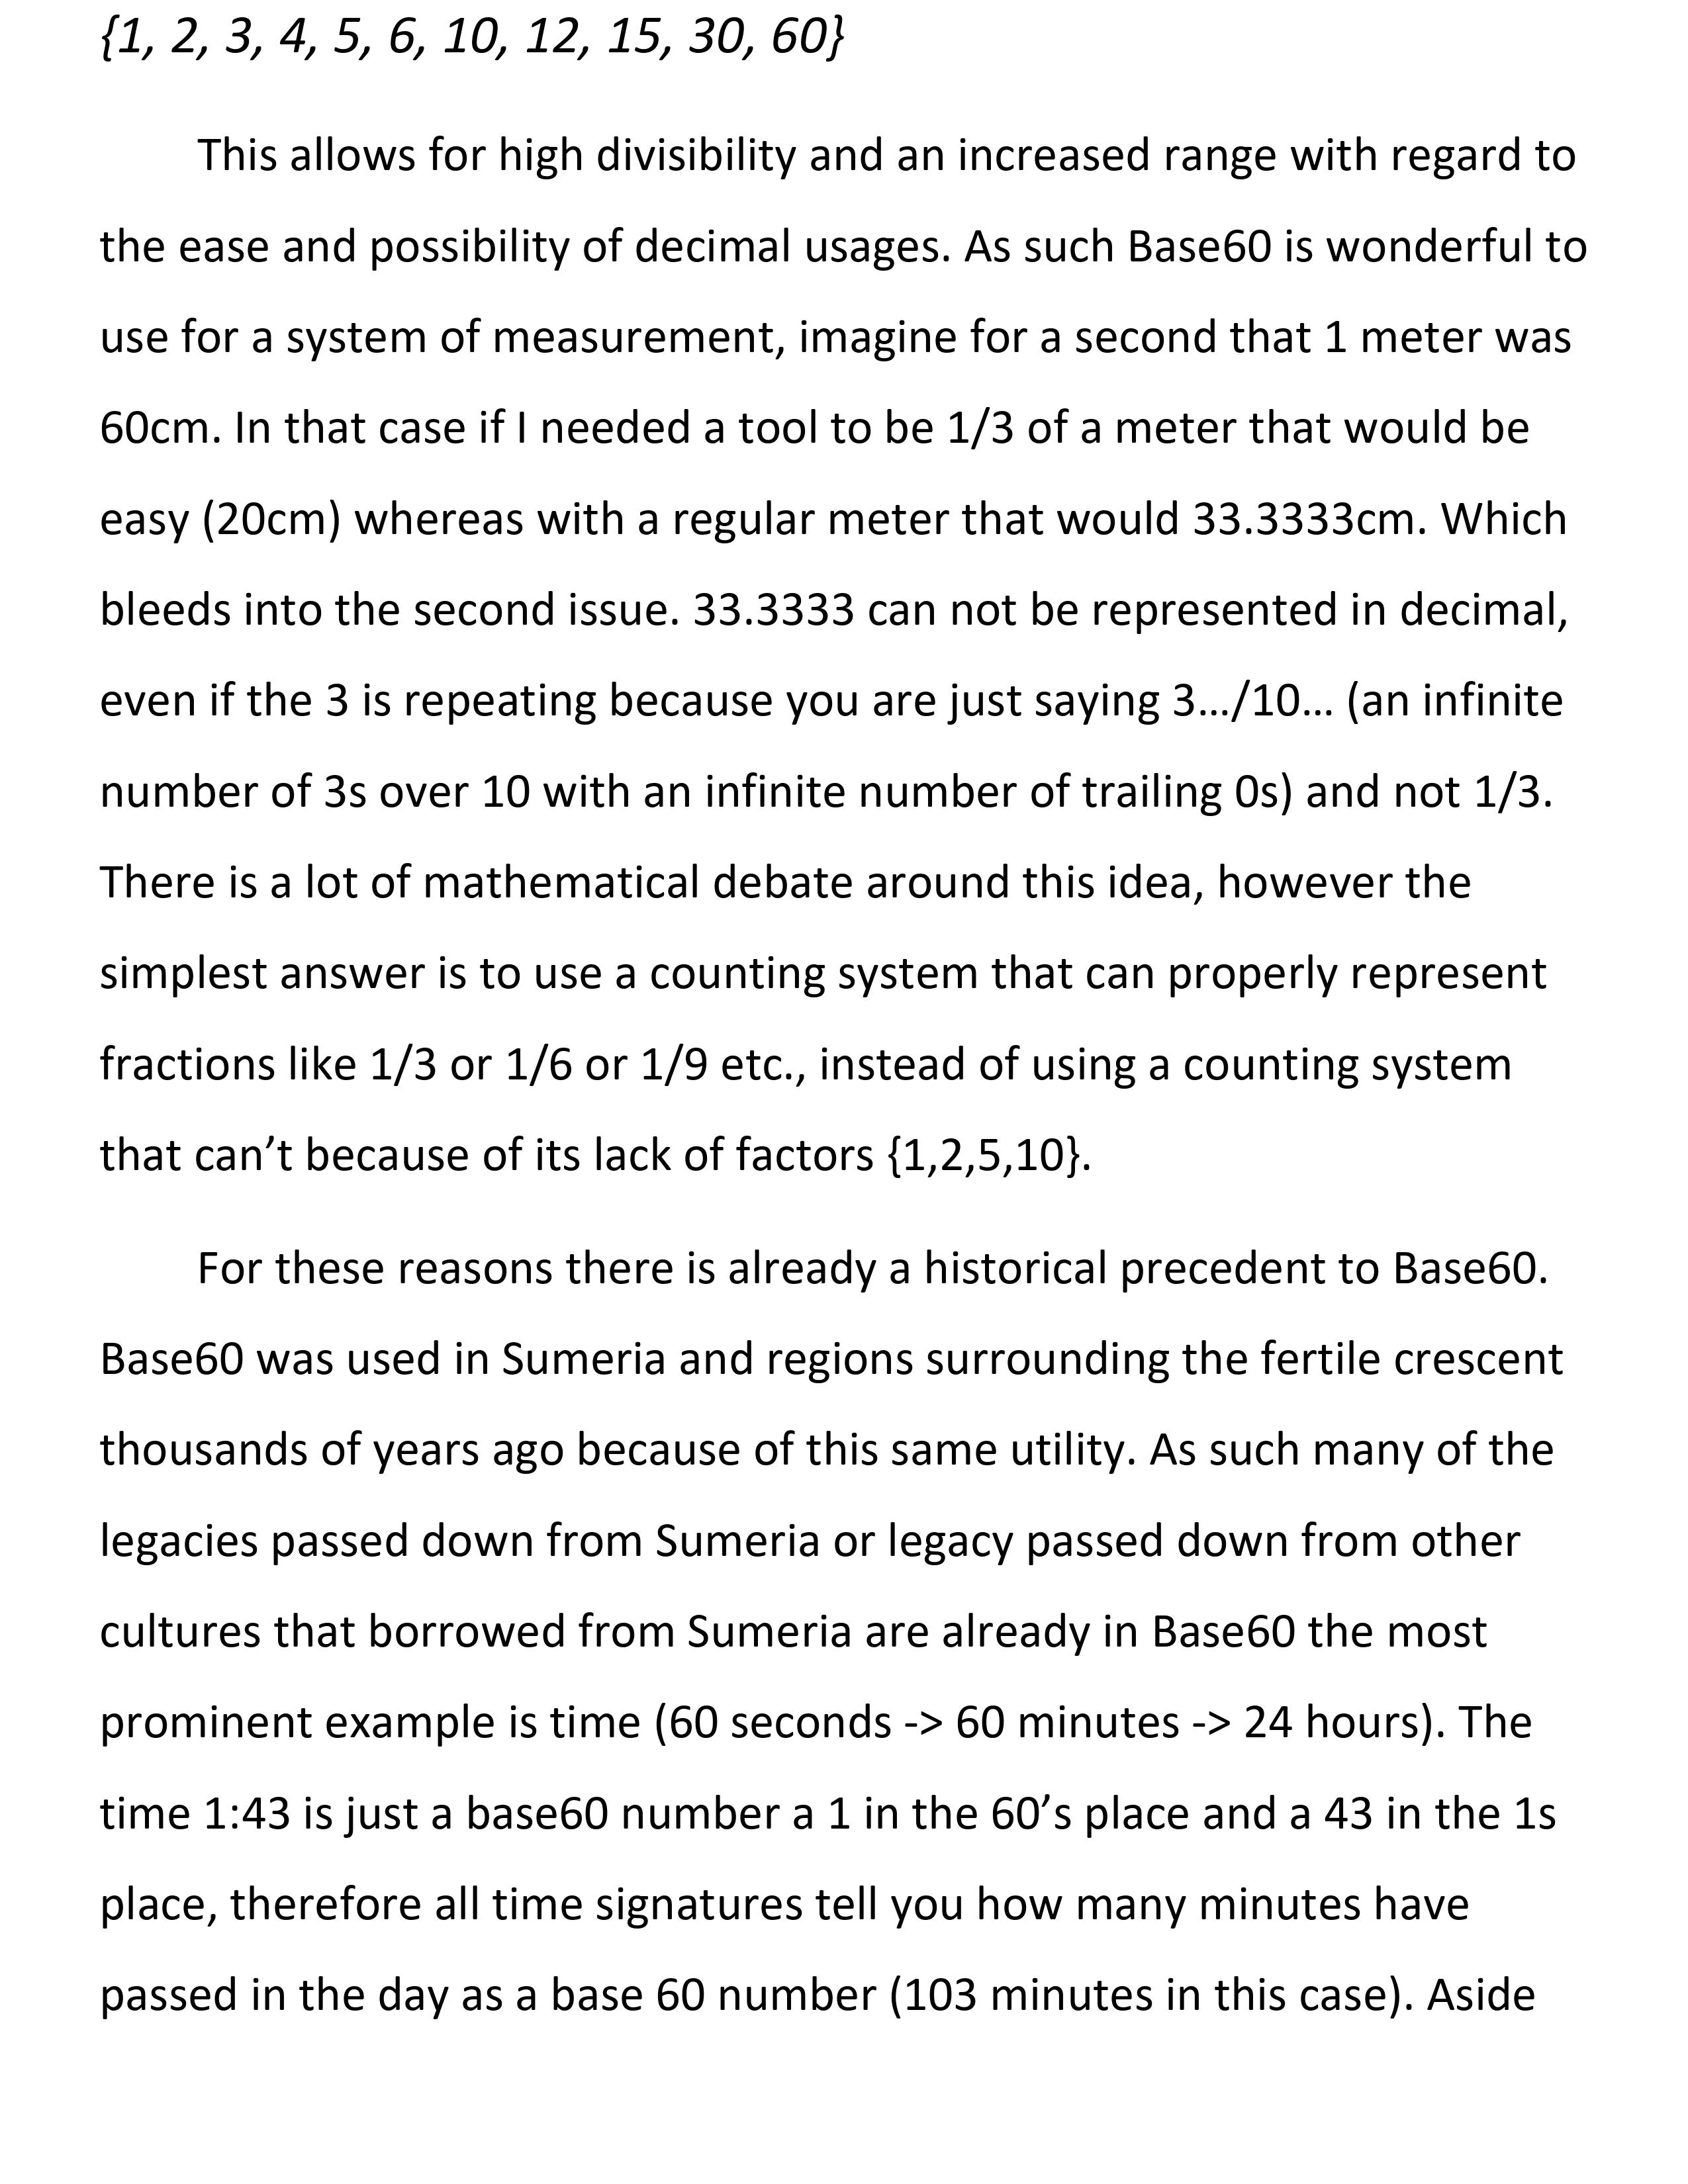 {1, 2, 3, 4, 5, 6, 10, 12, 15, 30, 60}
This allows for high divisibility and an increased range with regard to
the ease and possibility of decimal usages. As such Base60 is wonderful to
use for a system of measurement, imagine for a second that 1 meter was
60cm. In that case if I needed a tool to be 1/3 of a meter that would be
easy (20cm) whereas with a regular meter that would 33.3333cm. Which
bleeds into the second issue. 33.3333 can not be represented in decimal,
even if the 3 is repeating because you are just saying 3.../10... (an infinite
number of 3s over 10 with an infinite number of trailing 0s) and not 1/3.
There is a lot of mathematical debate around this idea, however the
simplest answer is to use a counting system that can properly represent
fractions like 1/3 or 1/6 or 1/9 etc., instead of using a counting system
that can’t because of its lack of factors {1,2,5,10}.
For these reasons there is already a historical precedent to Base60.
Base60 was used in Sumeria and regions surrounding the fertile crescent
thousands of years ago because of this same utility. As such many of the
legacies passed down from Sumeria or legacy passed down from other
cultures that borrowed from Sumeria are already in Base60 the most
prominent example is time (60 seconds -> 60 minutes -> 24 hours). The
time 1:43 is just a base60 number a 1 in the 60’s place and a 43 in the 1s
place, therefore all time signatures tell you how many minutes have
passed in the day as a base 60 number (103 minutes in this case). Aside